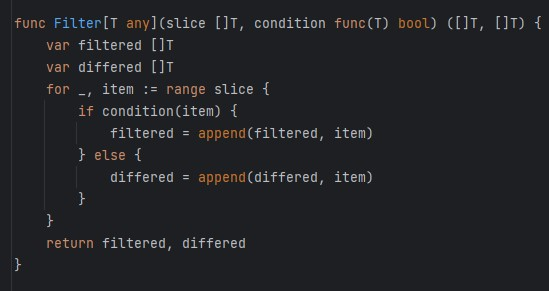 func Filter[T any](slice []T, condition func(T) bool) ([]T, []T) {
    var filtered []T
    var differed []T
    for _, item := range slice {
        if condition(item) {
            filtered = append(filtered, item)
        } else {
            differed = append(differed, item)
        }
    }
    return filtered, differed
}